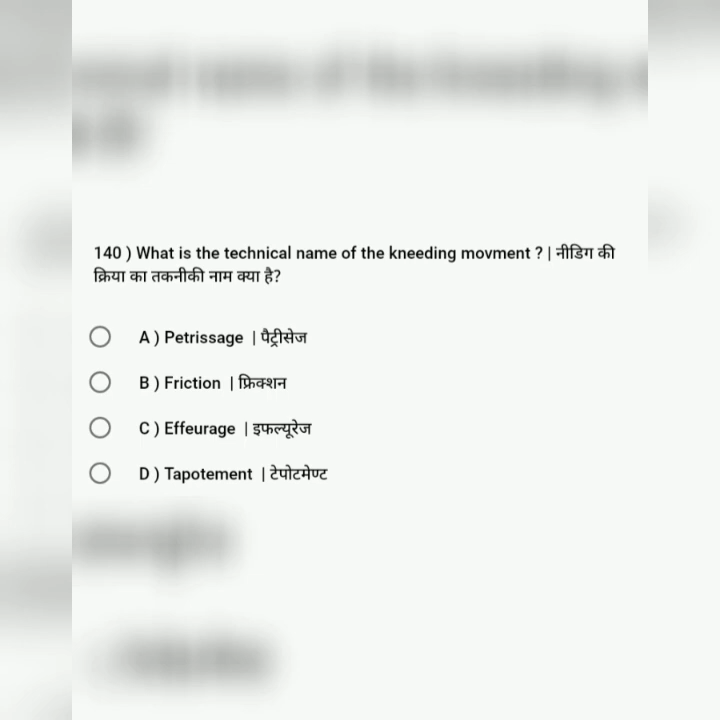 140 ) What is the technical name of the kneeding movment ? | नीडिग की
क्रिया का तकनीकी नाम क्या है?
A ) Petrissage | पैट्रीसेज
B ) Friction | फ्रिक्शन
C ) Effeurage | इफल्यूरेज
D ) Tapotement | टेपोटमेण्ट